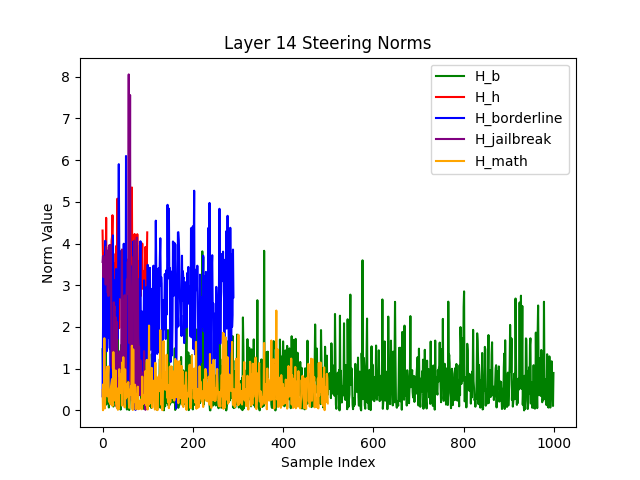 Layer 14 Steering Norms
H_b
H_h
H_borderline
H_jailbreak
H_math
Norm Value
8
7
6
5
4
3
2
1
0
0 200 400 600 800 1000
Sample Index